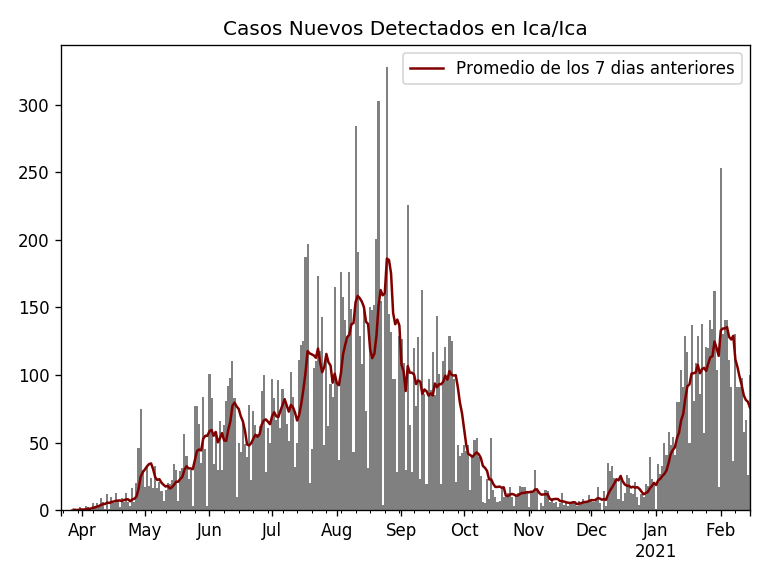 Casos Nuevos Detectados en Ica/Ica
Promedio de los 7 dias anteriores
300
250
200
150
100
50
0
Apr May Jun Jul Aug Sep Oct Nov Dec Jan Feb
2021